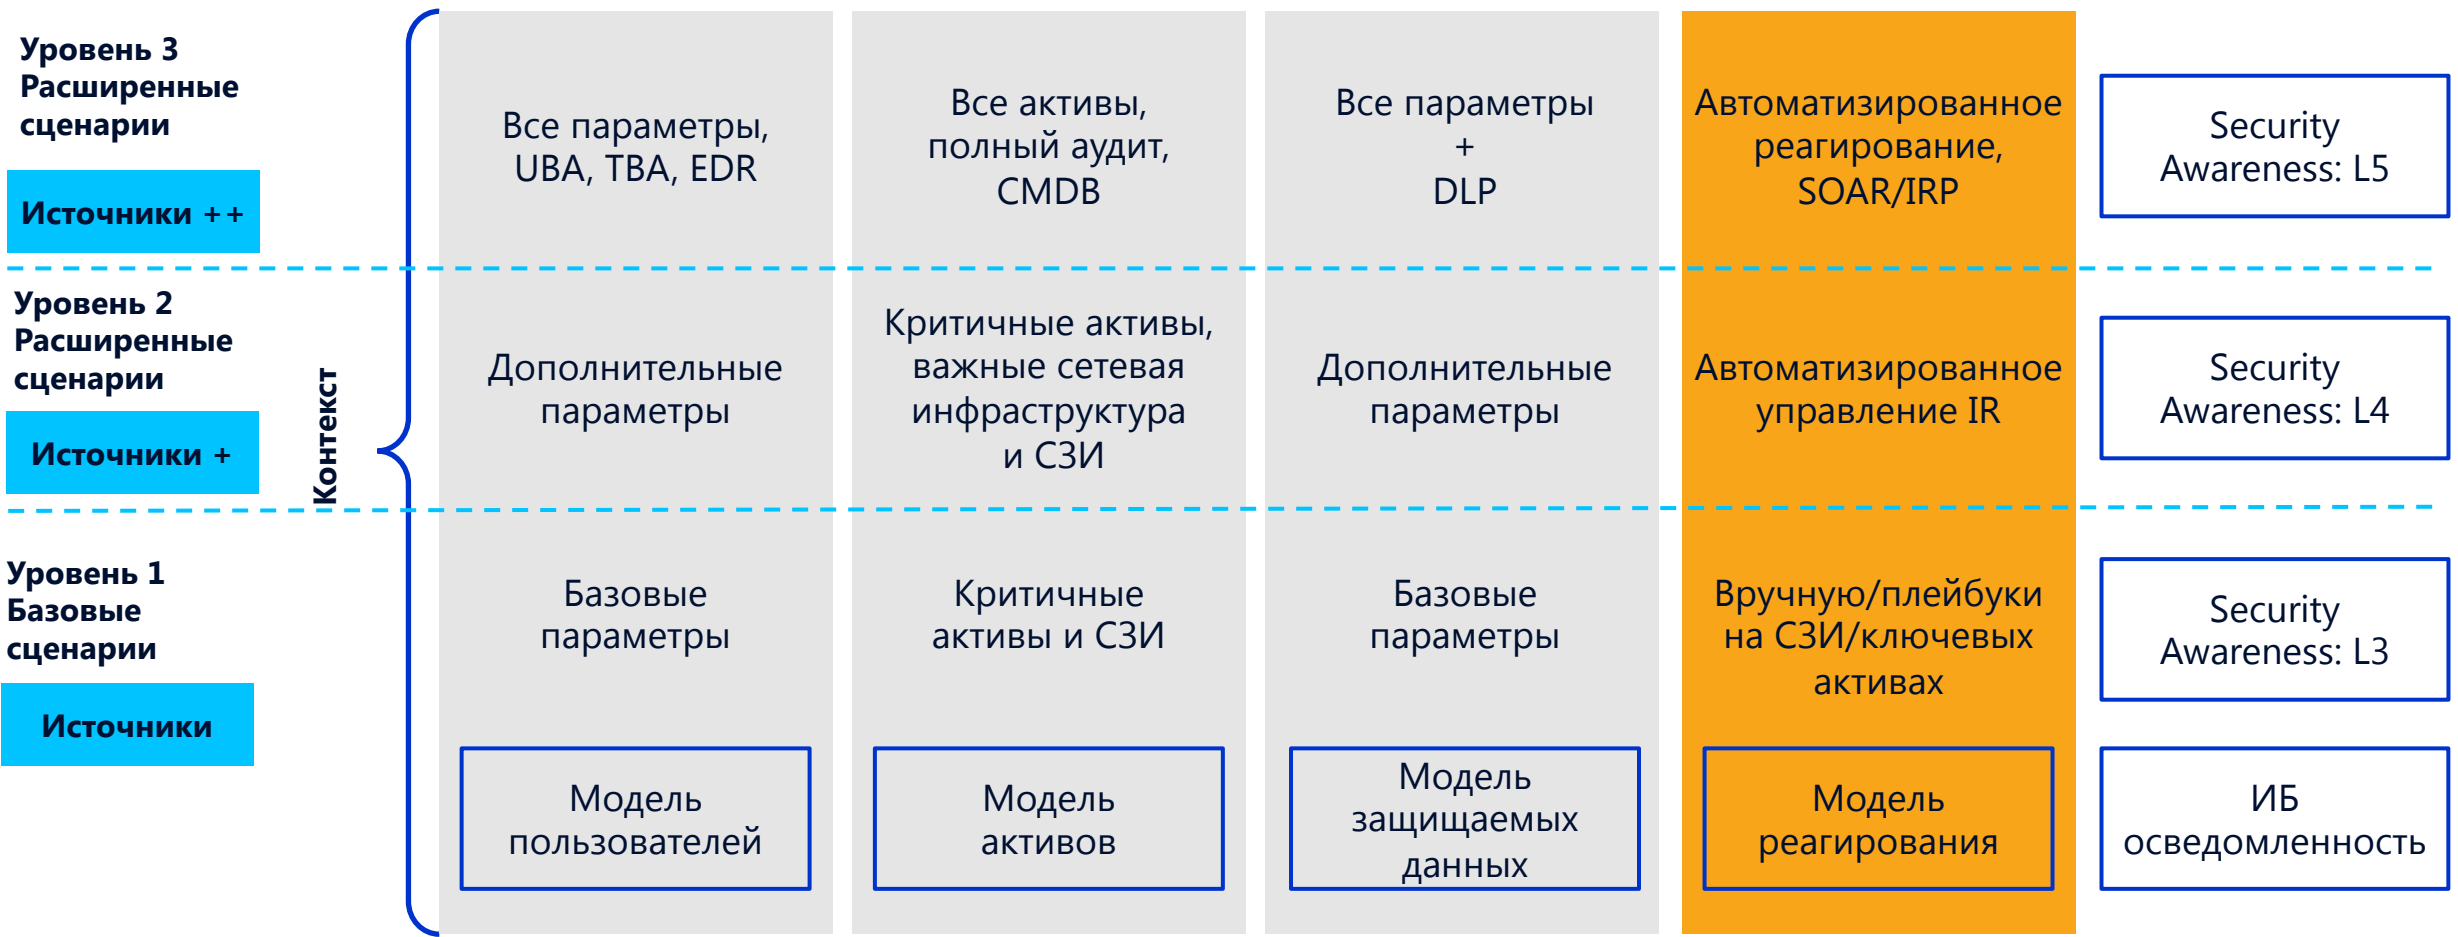 Уровень 3
Расширенные
сценарии
Источники ++
Все параметры,
UBA, TBA, EDR
Все активы,
полный аудит,
CMDB
Все параметры
+
DLP
Автоматизированное
реагирование,
SOAR/IRP
Security
Awareness: L5
Уровень 2
Расширенные
сценарии
Источники +
Контекст
Дополнительные
параметры
Критичные активы,
важные сетевая
инфраструктура
и СЗИ
Дополнительные
параметры
Автоматизированное
управление IR
Security
Awareness: L4
Уровень 1
Базовые
сценарии
Источники
Базовые
параметры
Критичные
активы и СЗИ
Базовые
параметры
Вручную/плейбуки
на СЗИ/ключевых
активах
Security
Awareness: L3
Модель
пользователей
Модель
активов
Модель
защищаемых
данных
Модель
реагирования
ИБ
осведомленность